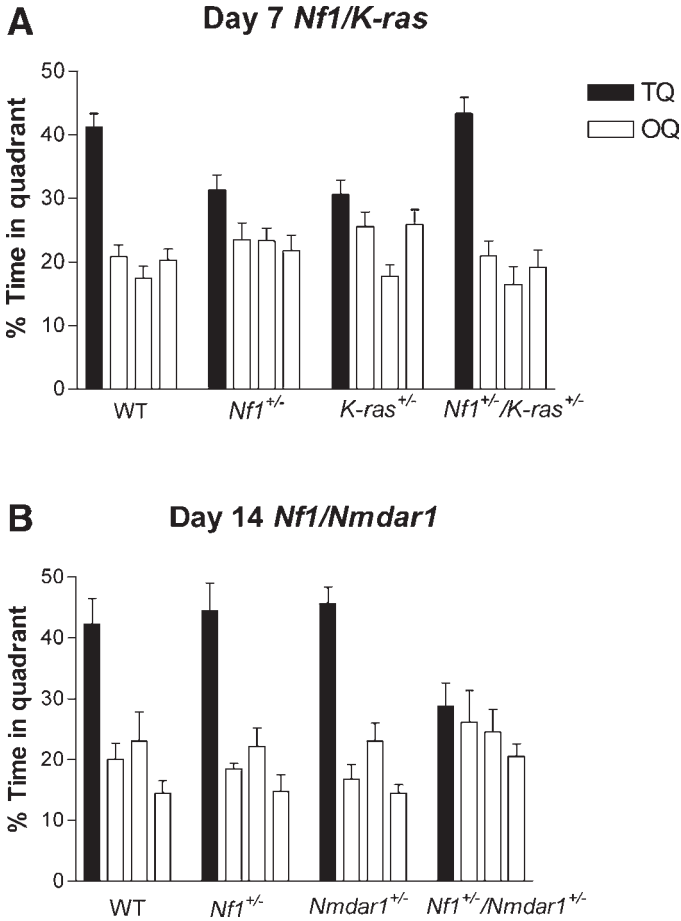 A
Day 7 Nf1/K-ras
% Time in quadrant
50
40
30
20
10
0
WT
Nf1+/-
K-ras+/-
Nf1+/-/K-ras+/-
TQ
OQ
B
Day 14 Nf1/Nmdar1
% Time in quadrant
50
40
30
20
10
0
WT
Nf1+/-
Nmdar1+/-
Nf1+/-/Nmdar1+/-